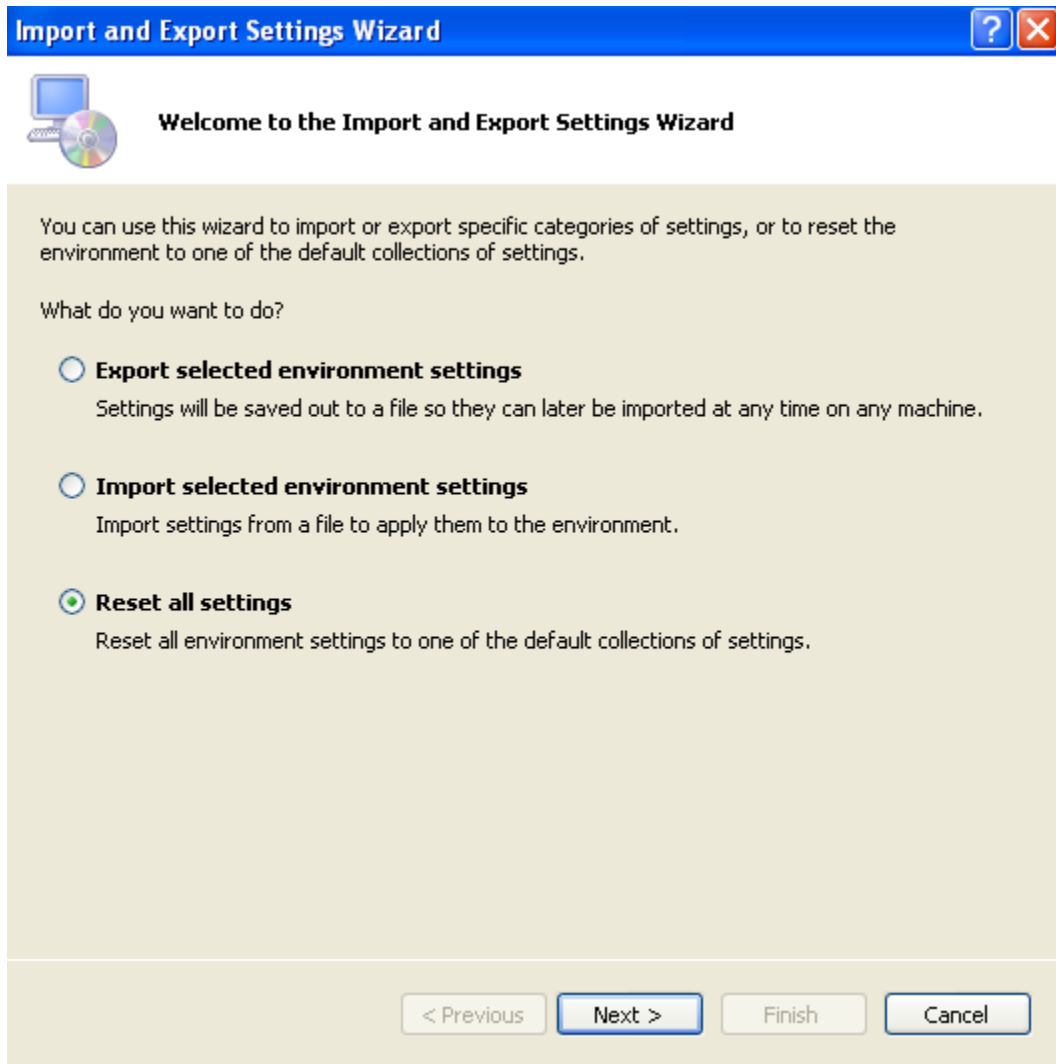 Import and Export Settings Wizard
Welcome to the Import and Export Settings Wizard
You can use this wizard to import or export specific categories of settings, or to reset the
environment to one of the default collections of settings.
What do you want to do?
Export selected environment settings
Settings will be saved out to a file so they can later be imported at any time on any machine.
Import selected environment settings
Import settings from a file to apply them to the environment.
Reset all settings
Reset all environment settings to one of the default collections of settings.
< Previous Next > Finish Cancel